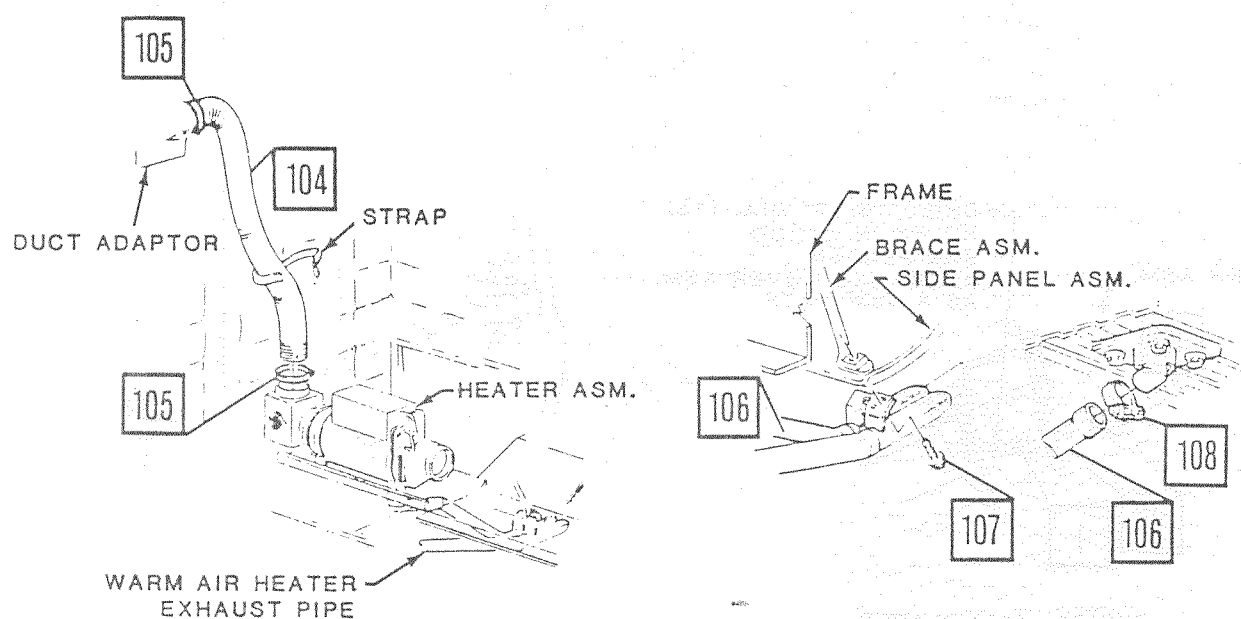 105
104
STRAP
DUCT ADAPTOR
105
HEATER ASM.
WARM AIR HEATER
EXHAUST PIPE
FRAME
BRACE ASM.
SIDE PANEL ASM.
106
108
107
106